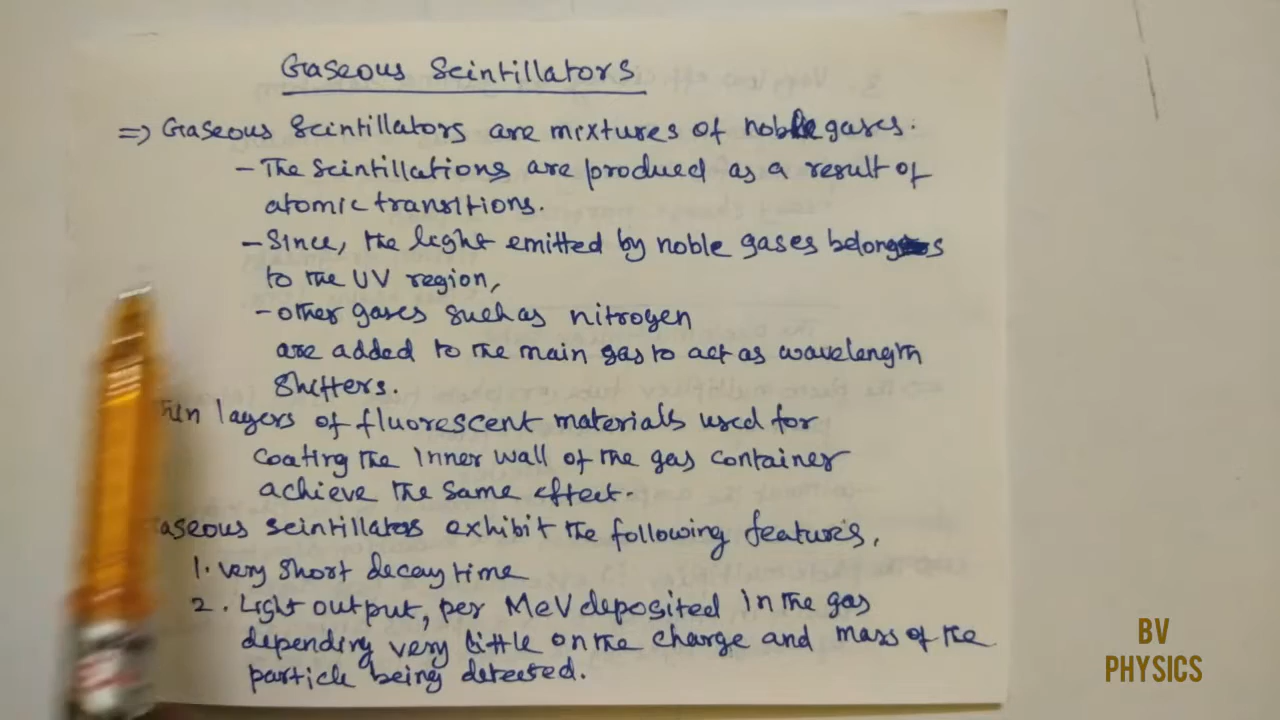 Gaseous Scintillators
=> Gaseous Scintillators are mixtures of noble gases.
- The scintillations are produced as a result of
atomic transitions.
- Since, the light emitted by noble gases belongs
to the UV region,
- other gases such as nitrogen
are added to the main gas to act as wavelength
shifters.
Thin layers of fluorescent materials used for
coating the inner wall of the gas container
achieve the same effect.
aseous scintillators exhibit the following features,
1. very short decay time
2. Light output, per MeV deposited in the gas
depending very little on the charge and mass of the
particle being detected.
BV
PHYSICS